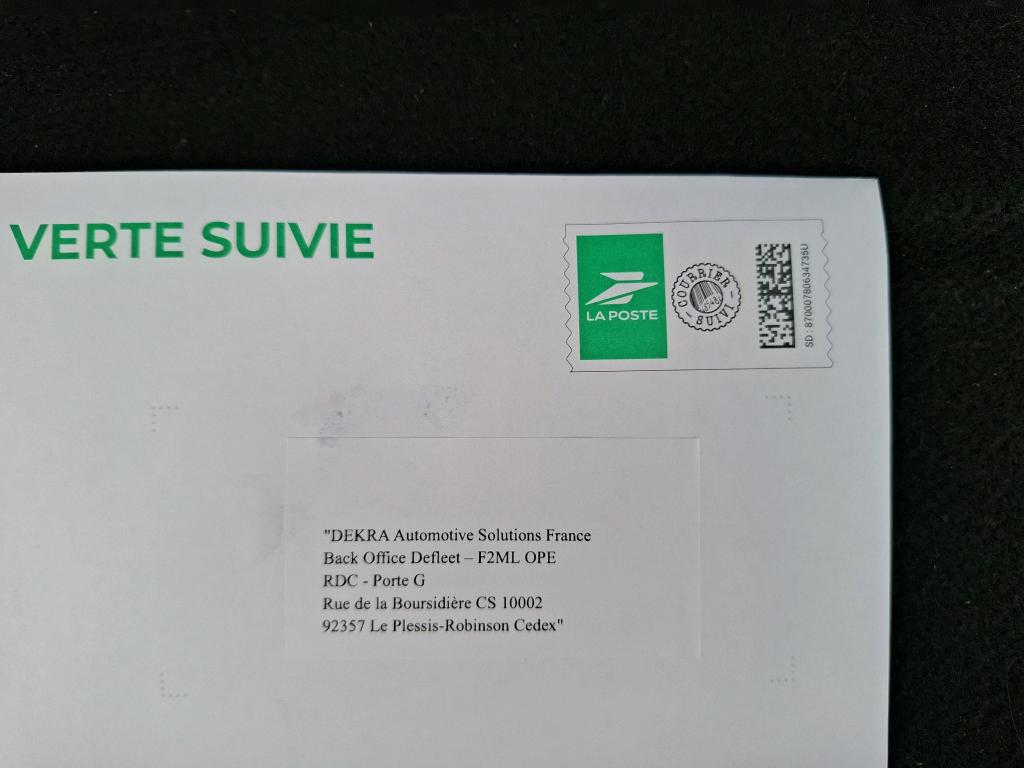 VERTE SUIVIE
LA POSTE
COURRIER
SUIVI
SD : 87000780634735U
"DEKRA Automotive Solutions France
Back Office Defleet – F2ML OPE
RDC - Porte G
Rue de la Boursidière CS 10002
92357 Le Plessis-Robinson Cedex"